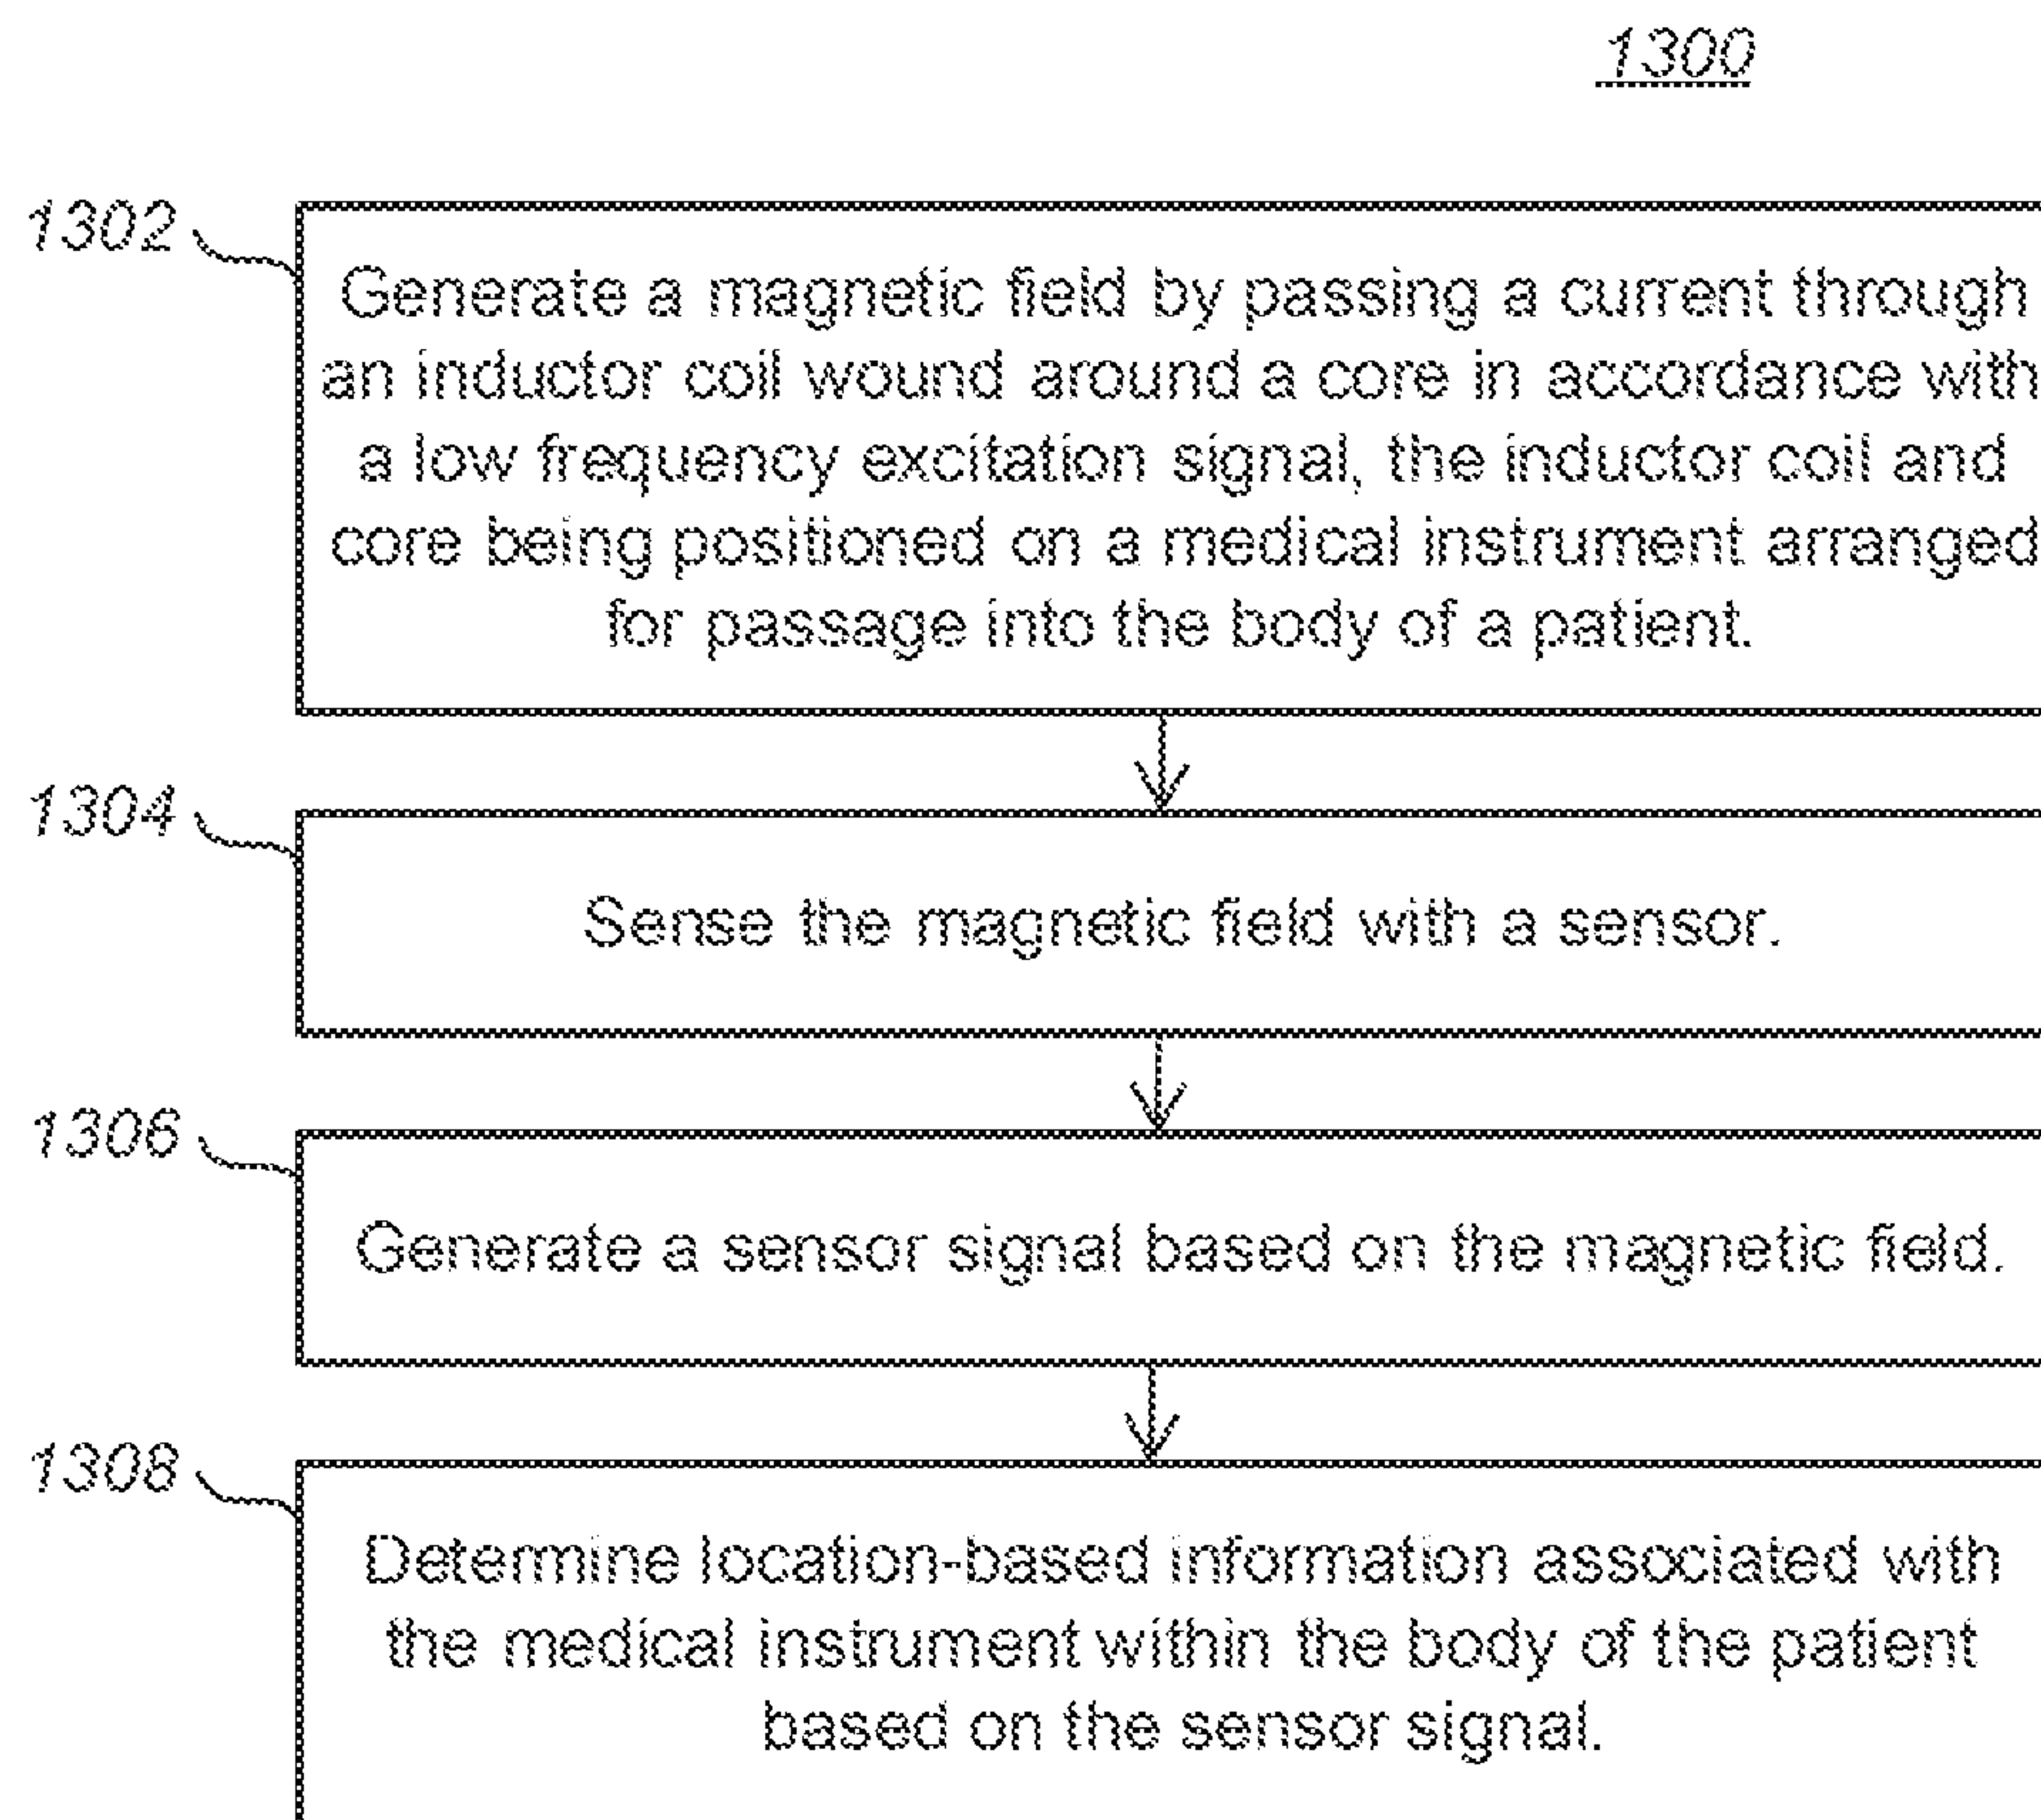 1300
1302
Generate a magnetic field by passing a current through
an inductor coil wound around a core in accordance with
a low frequency excitation signal, the inductor coil and
core being positioned on a medical instrument arranged
for passage into the body of a patient.
1304
Sense the magnetic field with a sensor.
1306
Generate a sensor signal based on the magnetic field.
1308
Determine location-based information associated with
the medical instrument within the body of the patient
based on the sensor signal.